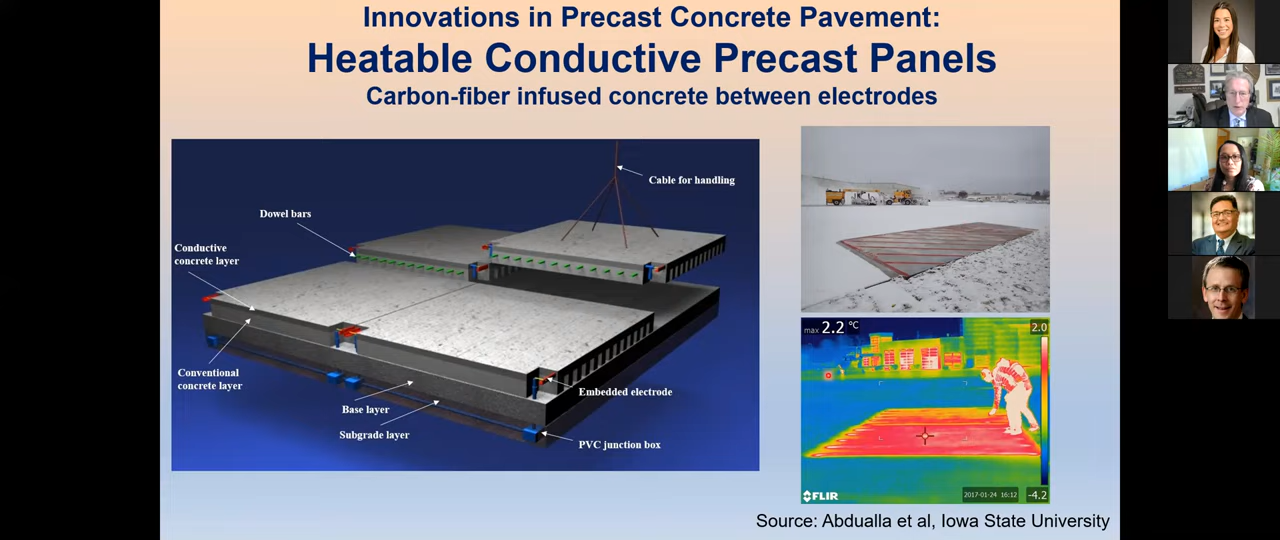 Innovations in Precast Concrete Pavement:
Heatable Conductive Precast Panels
Carbon-fiber infused concrete between electrodes
Cable for handling
Dowel bars
Conductive
concrete layer
Conventional
concrete layer
Base layer
Subgrade layer
Embedded electrode
PVC junction box
max 2.2 °C
2.0
FLIR
2017-01-24 16:12
-4.2
Source: Abdualla et al, Iowa State University